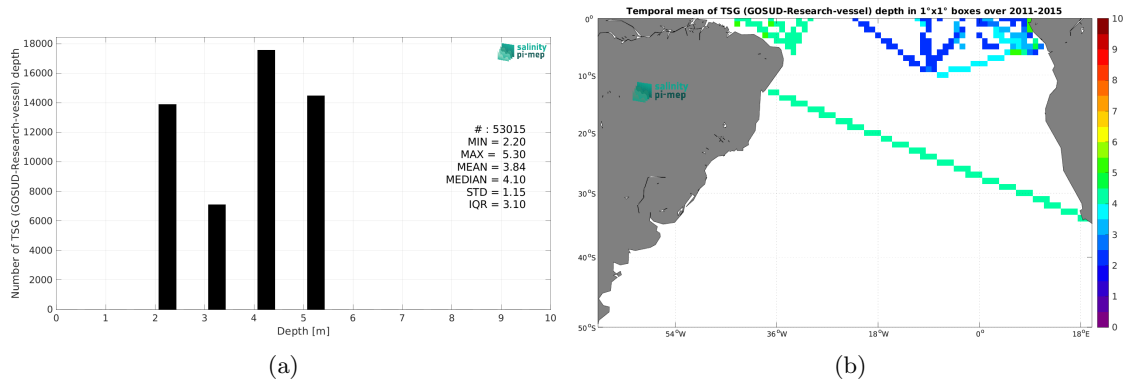 Number of TSG (GOSUD-Research-vessel) depth
18000
16000
14000
12000
10000
8000
6000
4000
2000
0
0 1 2 3 4 5 6 7 8 9 10
Depth [m]
salinity
pi-mep
# : 53015
MIN = 2.20
MAX = 5.30
MEAN = 3.84
MEDIAN = 4.10
STD = 1.15
IQR = 3.10
(a)
Temporal mean of TSG (GOSUD-Research-vessel) depth in 1°x1° boxes over 2011-2015
0°
10°S
20°S
30°S
40°S
50°S
54°W 36°W 18°W 0° 18°E
salinity
pi-mep
10
9
8
7
6
5
4
3
2
1
0
(b)